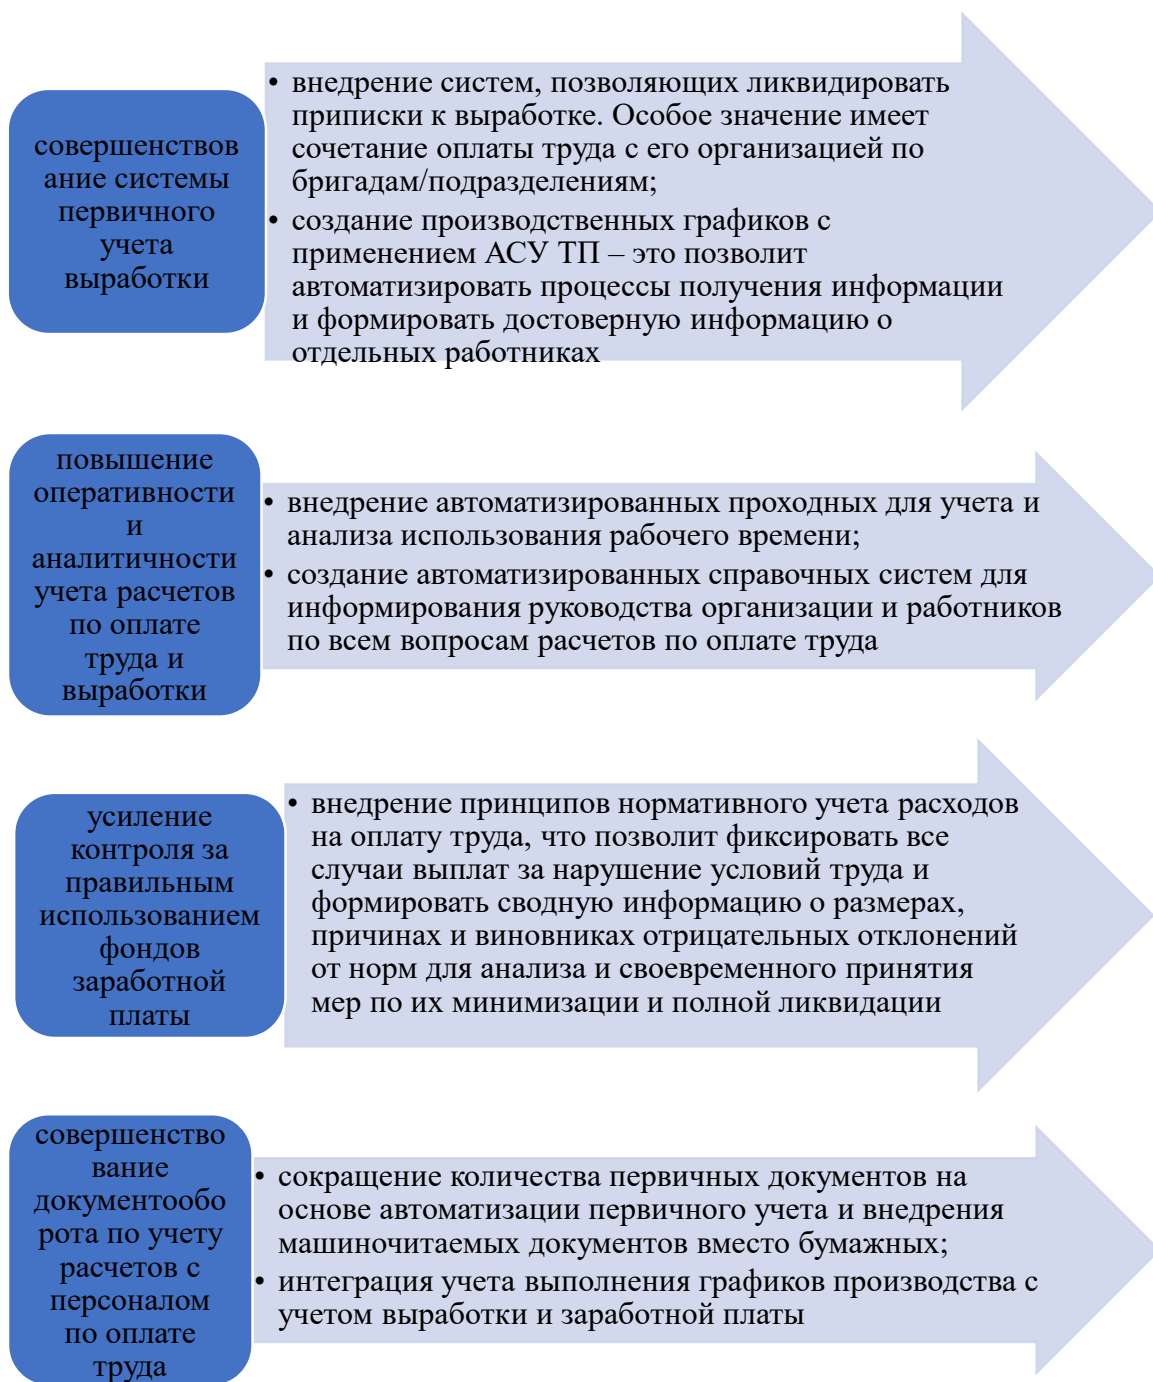 совершенствов
ание системы
первичного
учета
выработки
• внедрение систем, позволяющих ликвидировать
приписки к выработке. Особое значение имеет
сочетание оплаты труда с его организацией по
бригадам/подразделениям;
• создание производственных графиков с
применением АСУ ТП – это позволит
автоматизировать процессы получения информации
и формировать достоверную информацию о
отдельных работниках
повышение
оперативности
и
аналитичности
учета расчетов
по оплате
труда и
выработки
• внедрение автоматизированных проходных для учета и
анализа использования рабочего времени;
• создание автоматизированных справочных систем для
информирования руководства организации и работников
по всем вопросам расчетов по оплате труда
усиление
контроля за
правильным
использованием
фондов
заработной
платы
• внедрение принципов нормативного учета расходов
на оплату труда, что позволит фиксировать все
случаи выплат за нарушение условий труда и
формировать сводную информацию о размерах,
причинах и виновниках отрицательных отклонений
от норм для анализа и своевременного принятия
мер по их минимизации и полной ликвидации
совершенство
вание
документообо
рота по учету
расчетов с
персоналом
по оплате
труда
• сокращение количества первичных документов на
основе автоматизации первичного учета и внедрения
машиночитаемых документов вместо бумажных;
• интеграция учета выполнения графиков производства с
учетом выработки и заработной платы